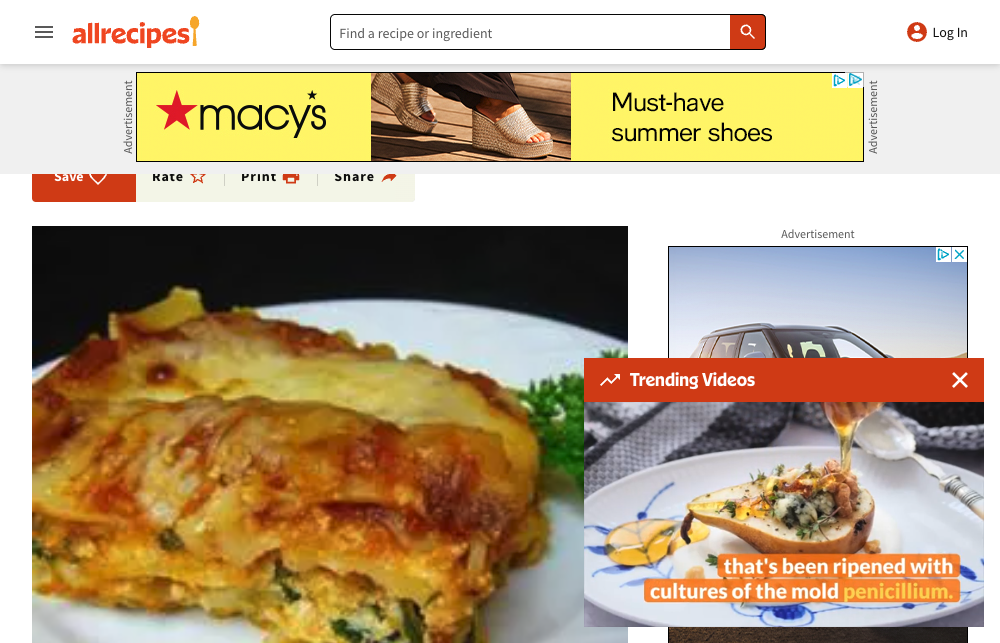 allrecipes
Find a recipe or ingredient
Log In
Advertisement
macy's
Must-have
summer shoes
Advertisement
Save
Rate
Print
Share
Advertisement
Trending Videos
that's been ripened with
cultures of the mold penicillium.